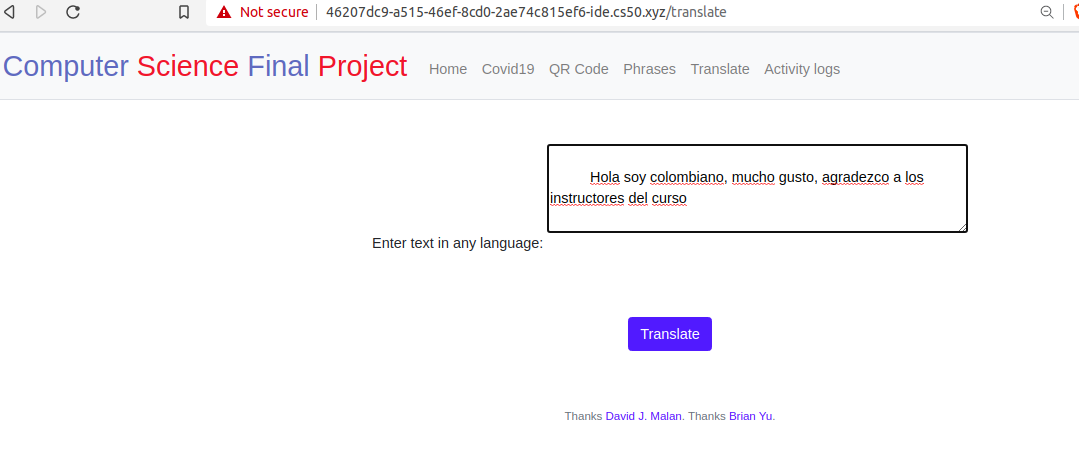 Not secure | 46207dc9-a515-46ef-8cd0-2ae74c815ef6-ide.cs50.xyz/translate
Computer Science Final Project Home Covid19 QR Code Phrases Translate Activity logs
Hola soy colombiano, mucho gusto, agradezco a los
instructores del curso
Enter text in any language:
Translate
Thanks David J. Malan. Thanks Brian Yu.